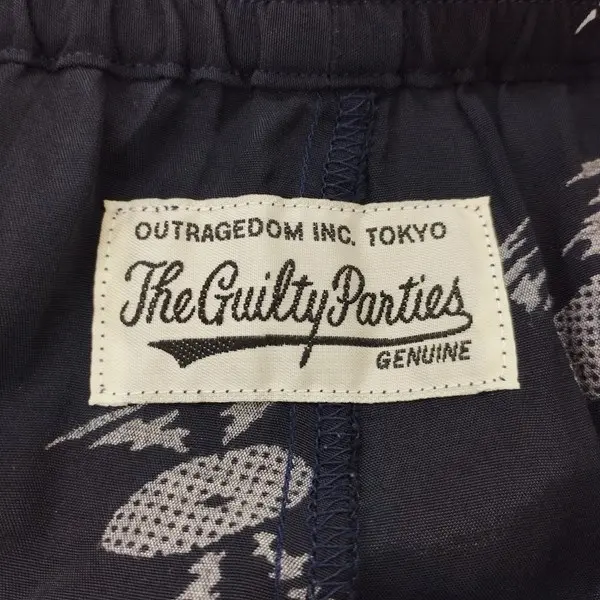 OUTRAGEDOM INC. TOKYO
The Guilty Parties
GENUINE